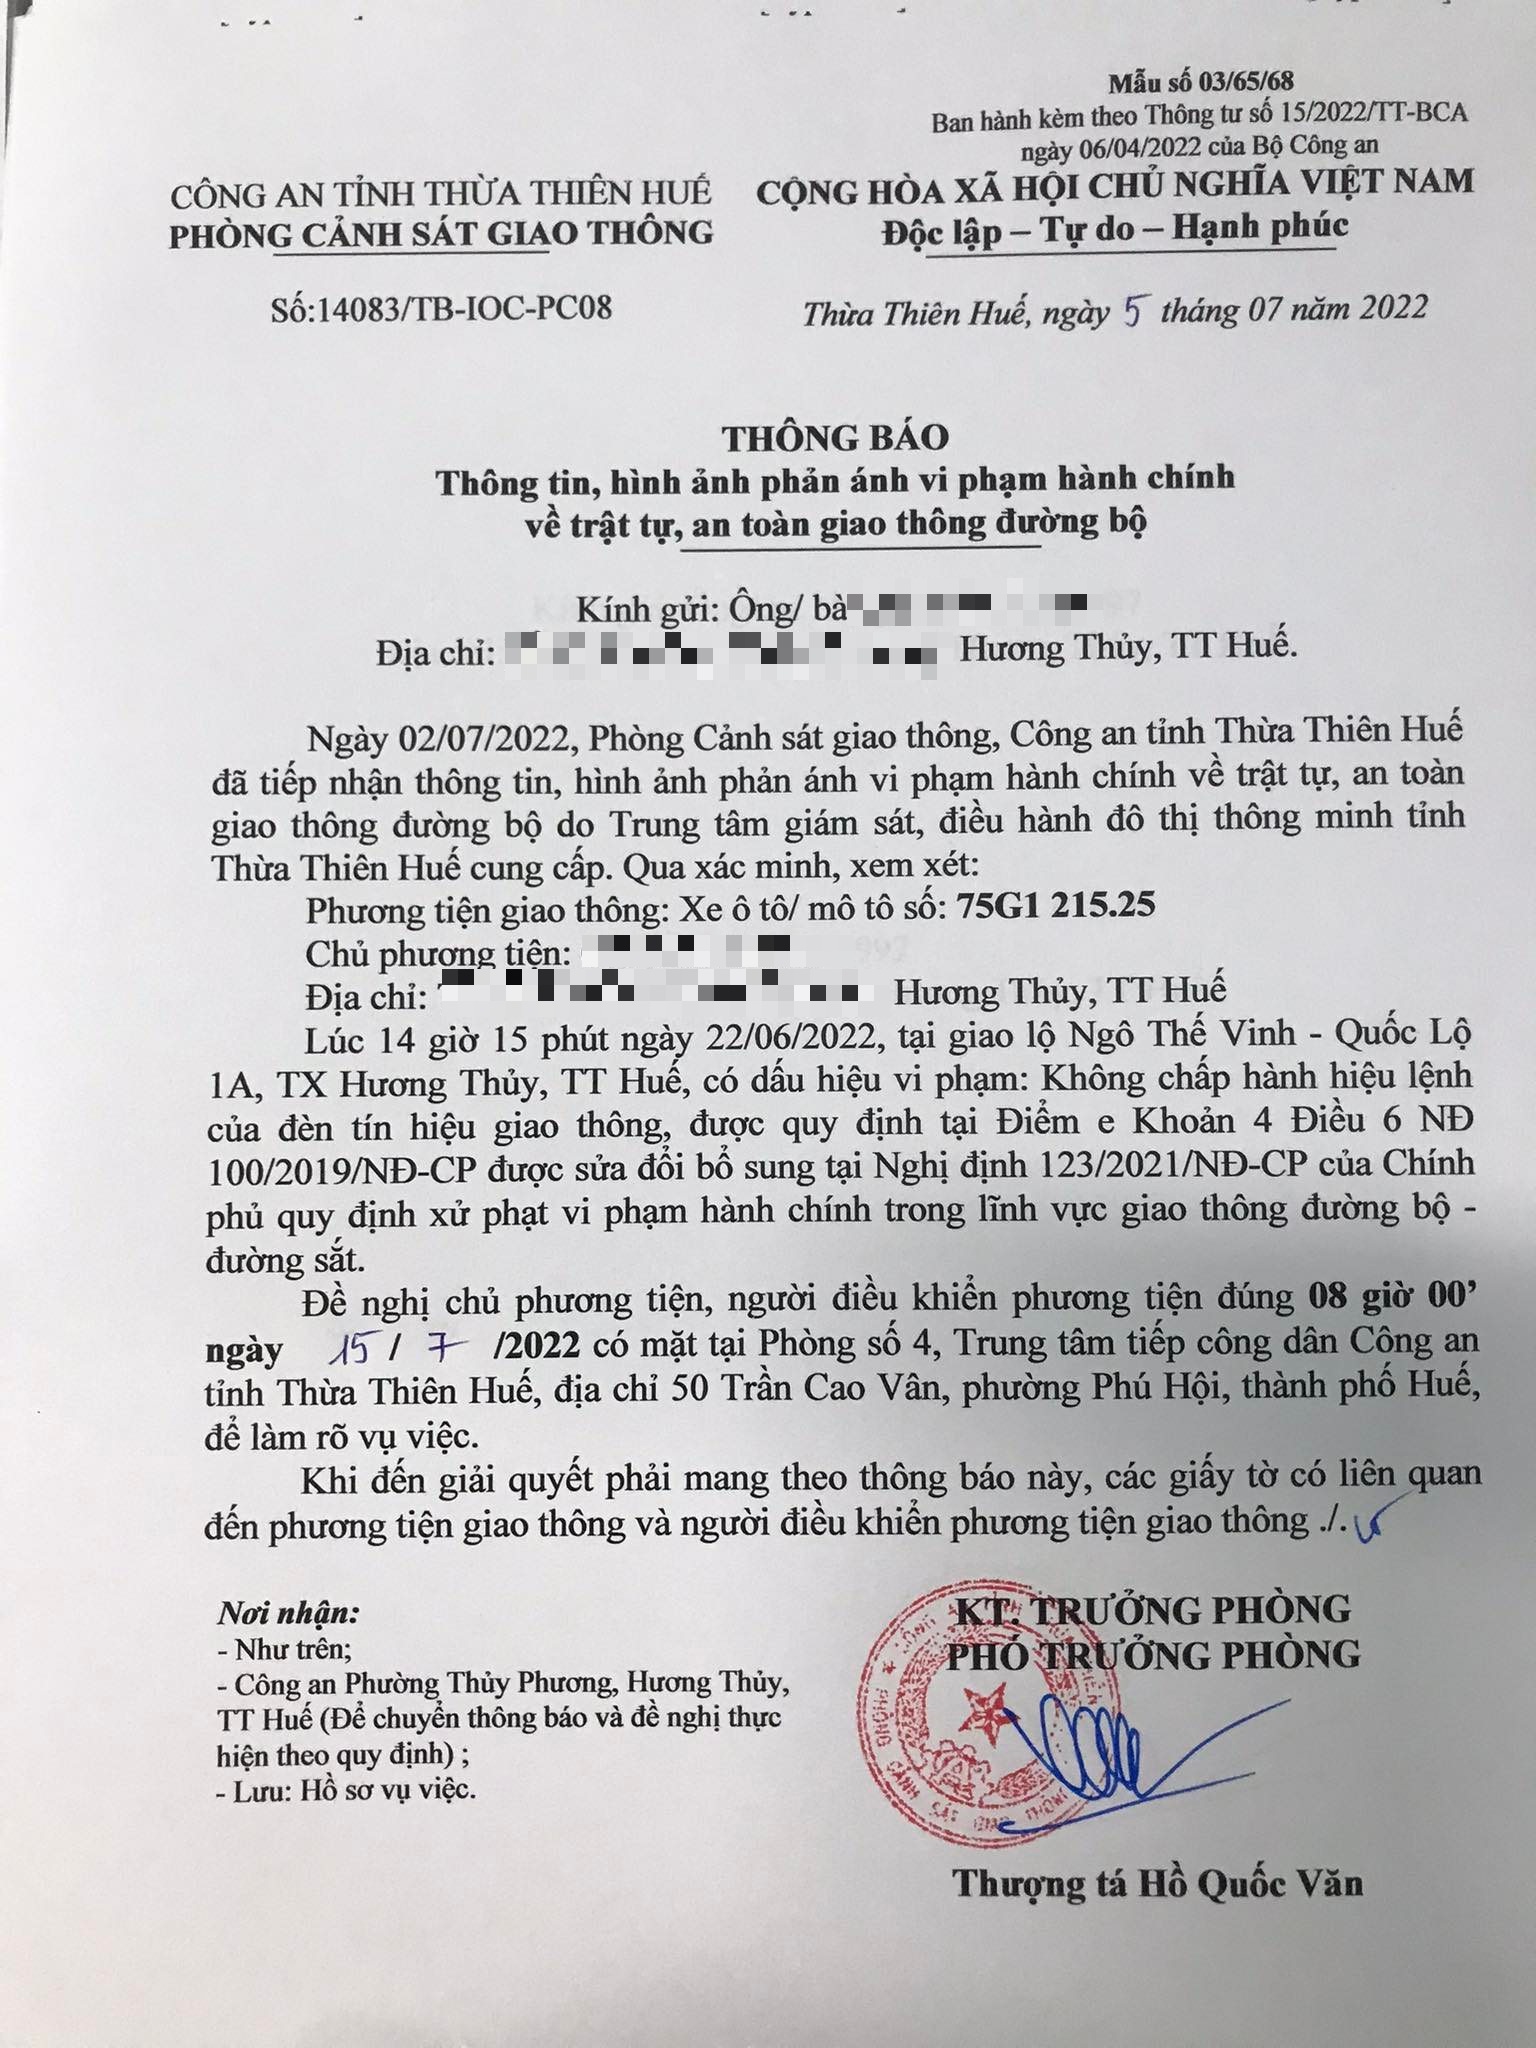 Mẫu số 03/65/68
Ban hành kèm theo Thông tư số 15/2022/TT-BCA
ngày 06/04/2022 của Bộ Công an
CÔNG AN TỈNH THỪA THIÊN HUẾ
PHÒNG CẢNH SÁT GIAO THÔNG
CỘNG HÒA XÃ HỘI CHỦ NGHĨA VIỆT NAM
Độc lập – Tự do – Hạnh phúc
Số:14083/TB-IOC-PC08
Thừa Thiên Huế, ngày 5 tháng 07 năm 2022
THÔNG BÁO
Thông tin, hình ảnh phản ánh vi phạm hành chính
về trật tự, an toàn giao thông đường bộ
Kính gửi: Ông/ bà
Địa chỉ: Hương Thủy, TT Huế.
Ngày 02/07/2022, Phòng Cảnh sát giao thông, Công an tỉnh Thừa Thiên Huế
đã tiếp nhận thông tin, hình ảnh phản ánh vi phạm hành chính về trật tự, an toàn
giao thông đường bộ do Trung tâm giám sát, điều hành đô thị thông minh tỉnh
Thừa Thiên Huế cung cấp. Qua xác minh, xem xét:
Phương tiện giao thông: Xe ô tô/ mô tô số: 75G1 215.25
Chủ phương tiện:
Địa chỉ: Hương Thủy, TT Huế
Lúc 14 giờ 15 phút ngày 22/06/2022, tại giao lộ Ngô Thế Vinh - Quốc Lộ
1A, TX Hương Thủy, TT Huế, có dấu hiệu vi phạm: Không chấp hành hiệu lệnh
của đèn tín hiệu giao thông, được quy định tại Điểm e Khoản 4 Điều 6 NĐ
100/2019/NĐ-CP được sửa đổi bổ sung tại Nghị định 123/2021/NĐ-CP của Chính
phủ quy định xử phạt vi phạm hành chính trong lĩnh vực giao thông đường bộ -
đường sắt.
Đề nghị chủ phương tiện, người điều khiển phương tiện đúng 08 giờ 00’
ngày 15 / 7 /2022 có mặt tại Phòng số 4, Trung tâm tiếp công dân Công an
tỉnh Thừa Thiên Huế, địa chỉ 50 Trần Cao Vân, phường Phú Hội, thành phố Huế,
để làm rõ vụ việc.
Khi đến giải quyết phải mang theo thông báo này, các giấy tờ có liên quan
đến phương tiện giao thông và người điều khiển phương tiện giao thông ./.
Nơi nhận:
- Như trên;
- Công an Phường Thủy Phương, Hương Thủy,
TT Huế (Để chuyển thông báo và đề nghị thực
hiện theo quy định) ;
- Lưu: Hồ sơ vụ việc.
KT. TRƯỞNG PHÒNG
PHÓ TRƯỞNG PHÒNG
PHÒNG CẢNH SÁT GIAO THÔNG
Thượng tá Hồ Quốc Văn